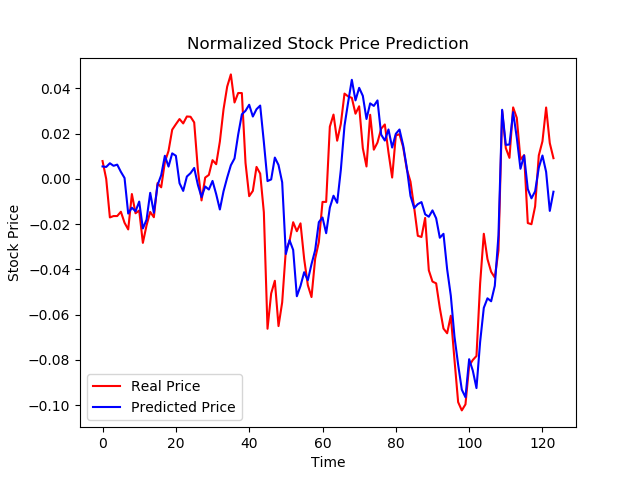 Normalized Stock Price Prediction
0.04
0.02
0.00
−0.02
−0.04
−0.06
−0.08
−0.10
Stock Price
Real Price
Predicted Price
0 20 40 60 80 100 120
Time